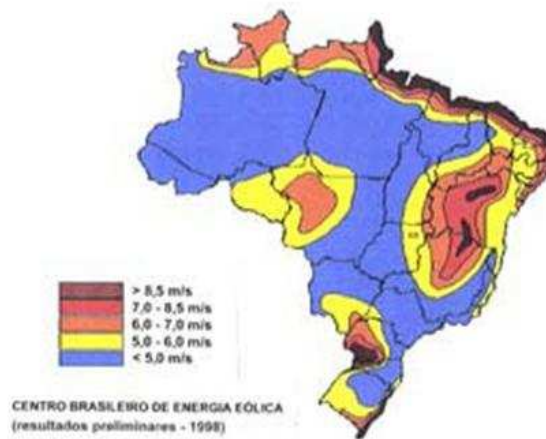 > 8,5 m/s
7,0 - 8,5 m/s
6,0 - 7,0 m/s
5,0 - 6,0 m/s
< 5,0 m/s
CENTRO BRASILEIRO DE ENERGIA EÓLICA
(resultados preliminares - 1998)